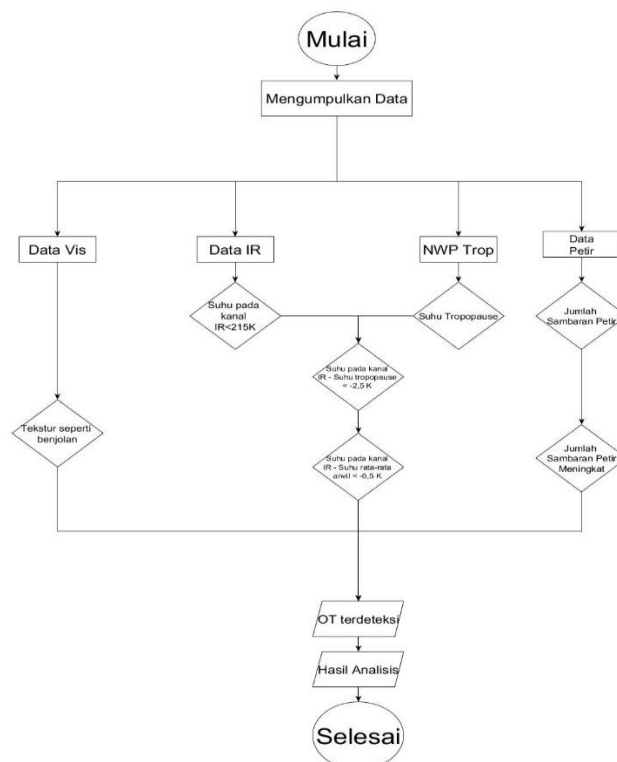 Mulai
Mengumpulkan Data
Data Vis
Data IR
NWP Trop
Data
Petir
Suhu pada
kanal
IR<215K
Suhu Tropopause
Jumlah
Sambaran Petir
Suhu pada kanal
IR - Suhu tropopause
< -2,5 K
Tekstur seperti
benjolan
Suhu pada kanal
IR - Suhu rata-rata
anvil < -6,5 K
Jumlah
Sambaran Petir
Meningkat
OT terdeteksi
Hasil Analisis
Selesai